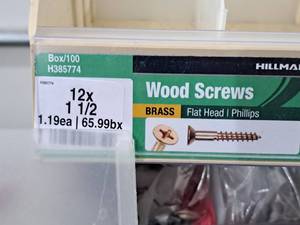 Box/100
H385774
HILLMAN
12x
1 1/2
1.19ea | 65.99bx
Wood Screws
BRASS Flat Head | Phillips